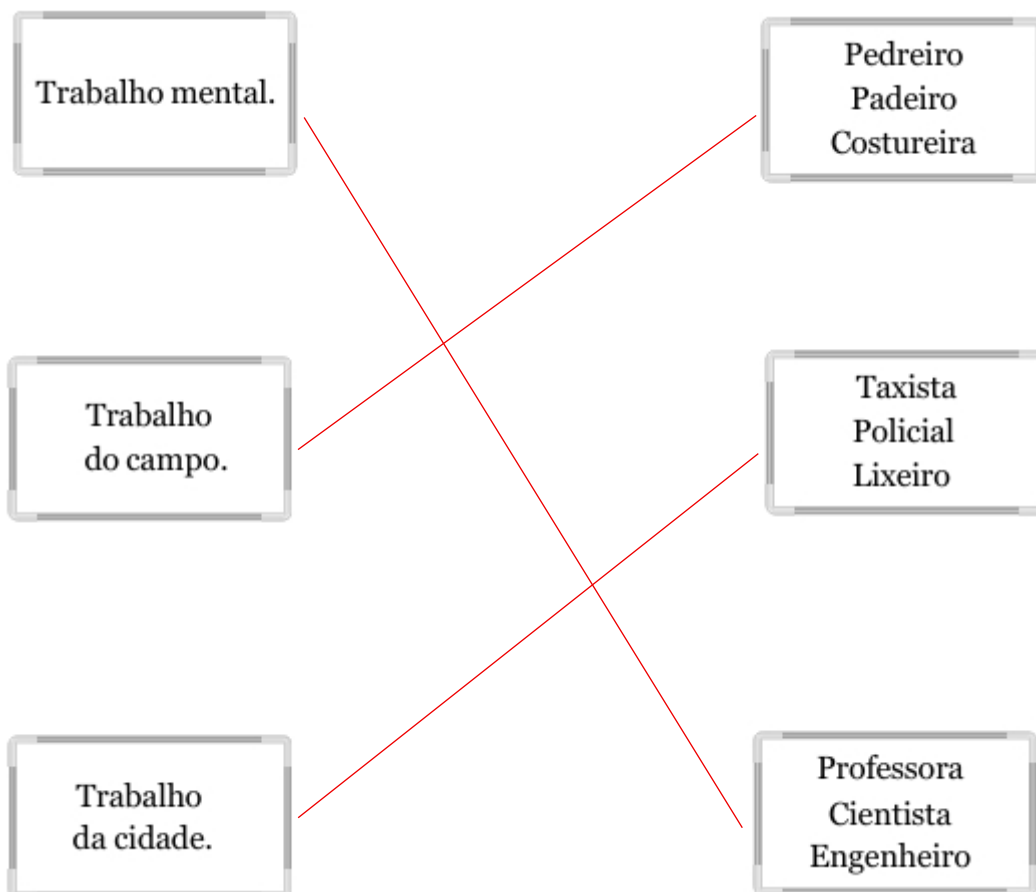 Trabalho mental.
Pedreiro
Padeiro
Costureira
Trabalho
do campo.
Taxista
Policial
Lixeiro
Trabalho
da cidade.
Professora
Cientista
Engenheiro